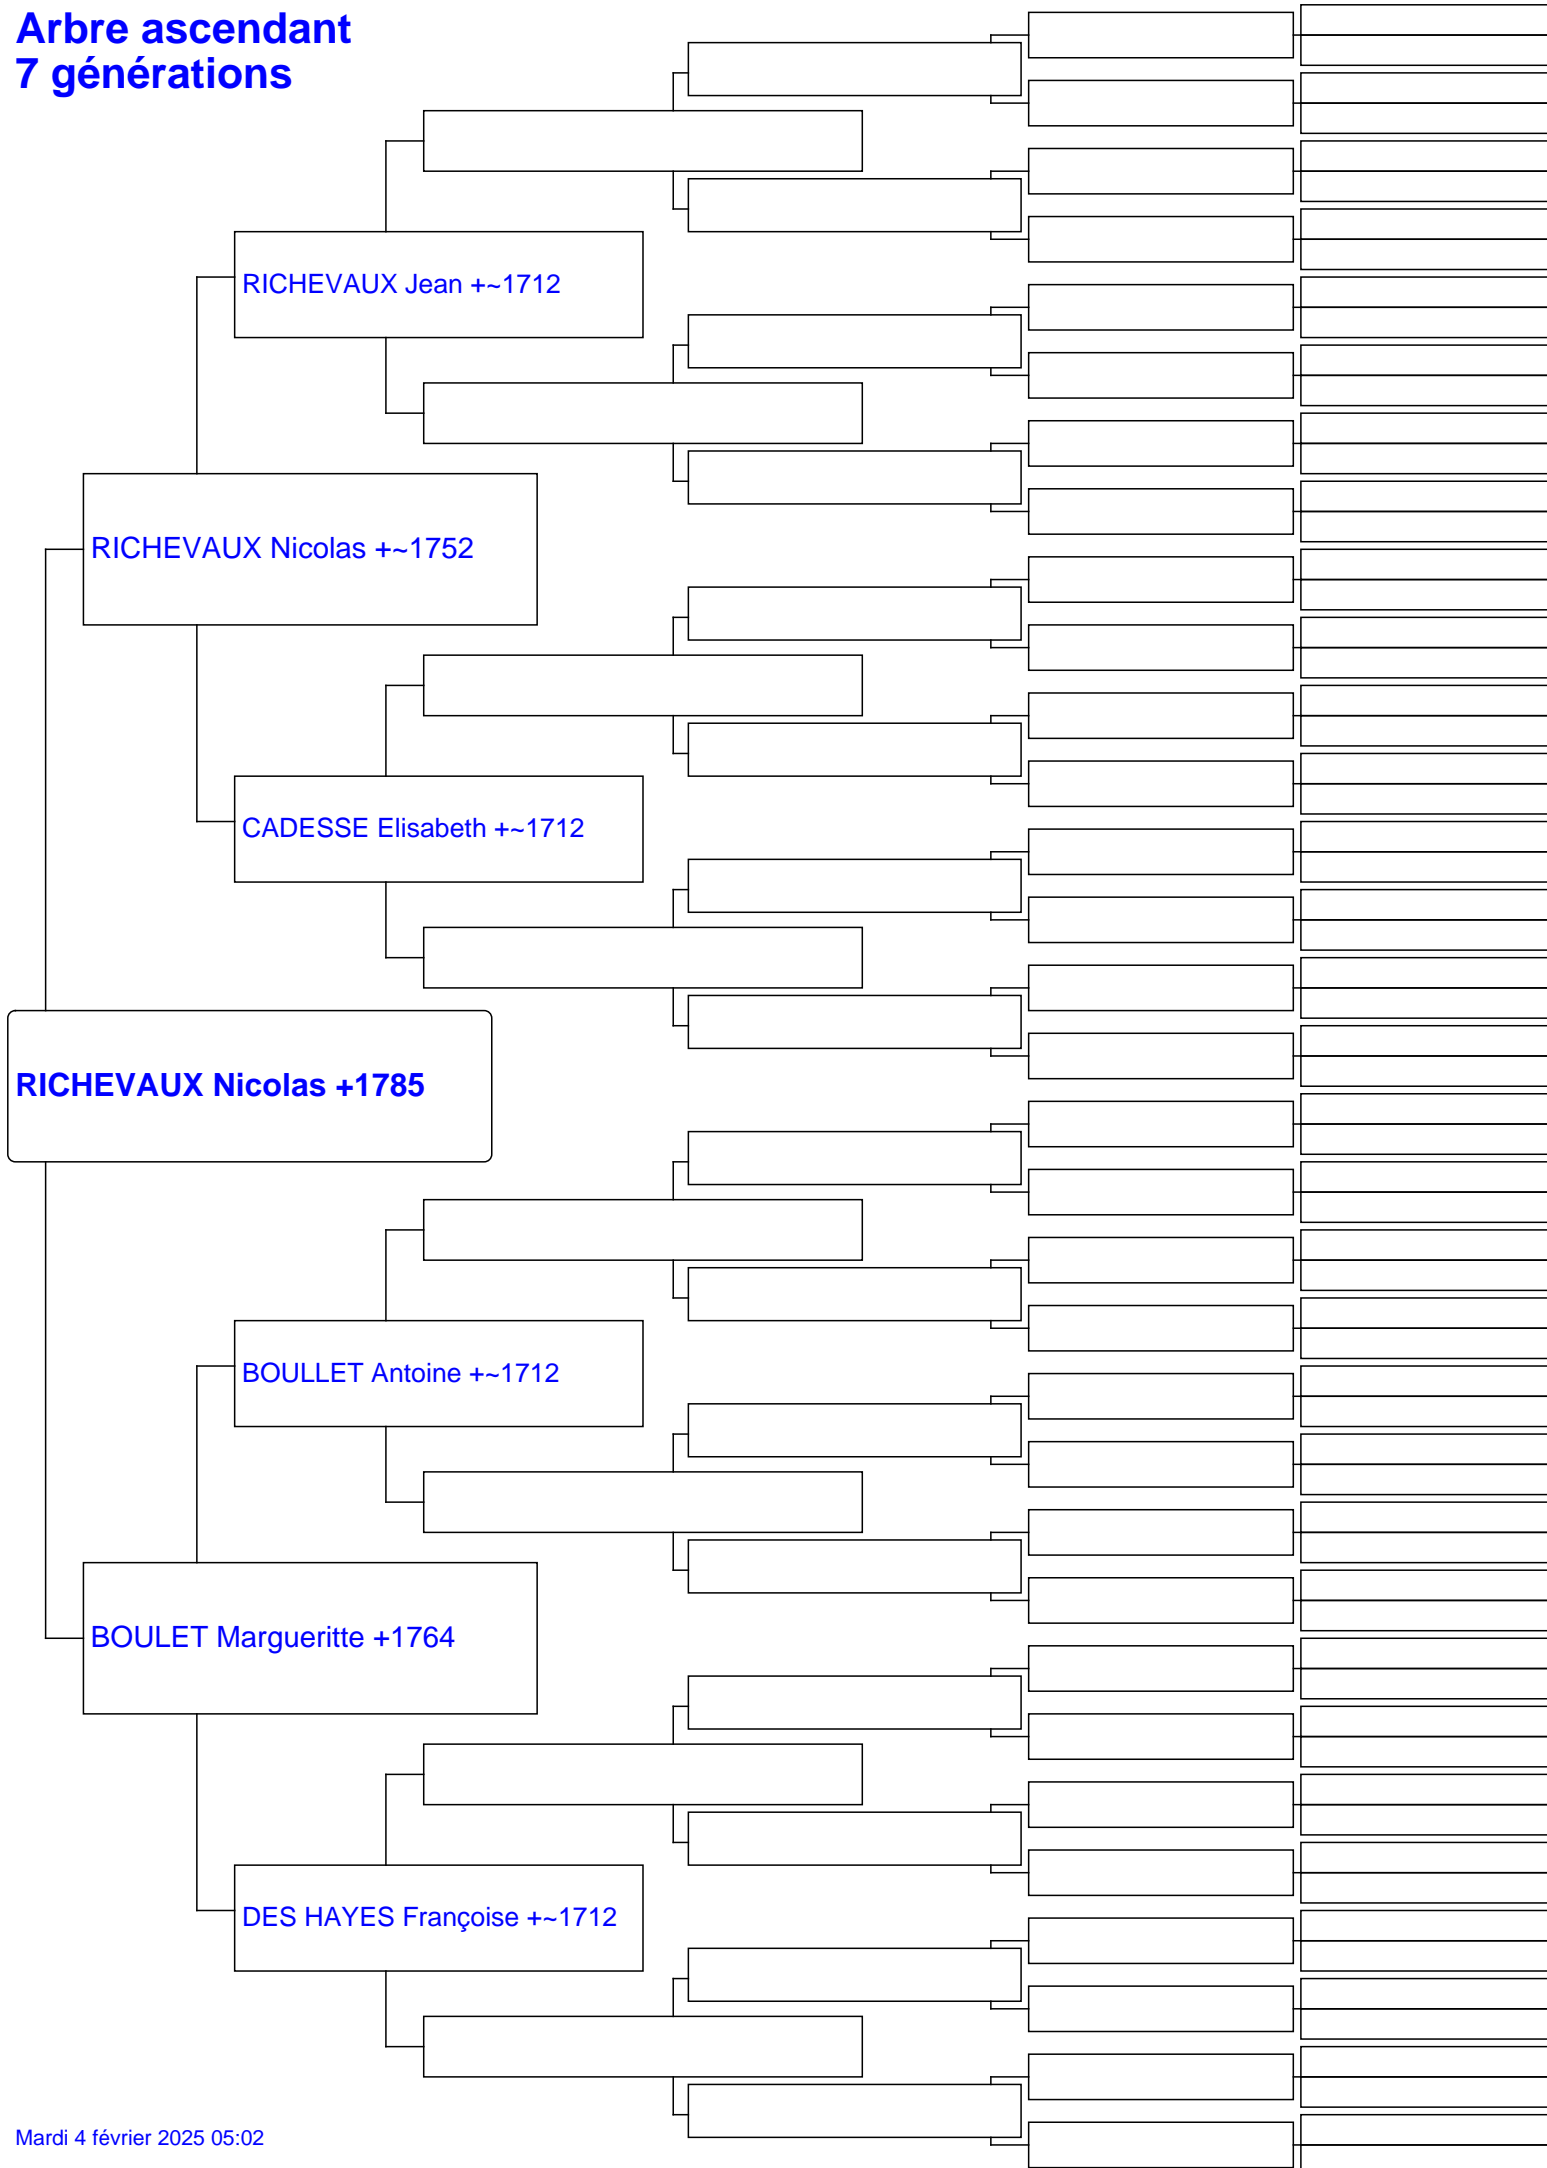 Arbre ascendant
7 générations
RICHEVAUX Jean +~1712
RICHEVAUX Nicolas +~1752
CADESSE Elisabeth +~1712
RICHEVAUX Nicolas +1785
BOULLET Antoine +~1712
BOULET Margueritte +1764
DES HAYES Françoise +~1712
Mardi 4 février 2025 05:02